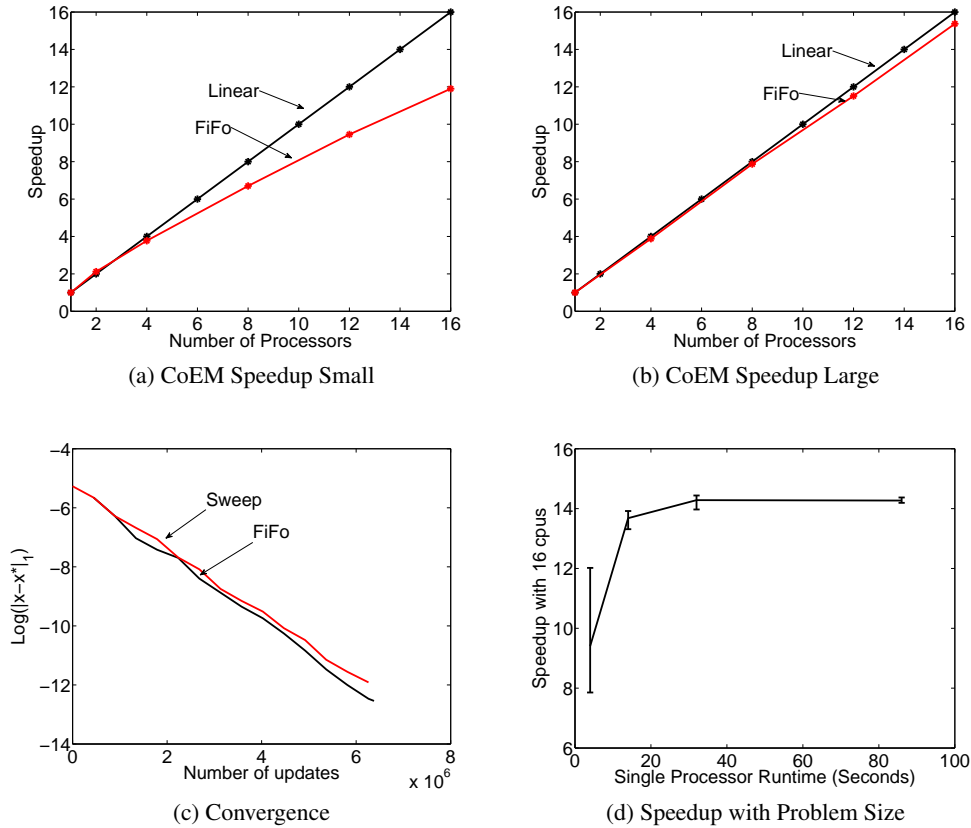 16
14
12
10
8
6
4
2
0
Speedup
Linear
FiFo
2 4 6 8 10 12 14 16
Number of Processors
(a) CoEM Speedup Small
16
14
12
10
8
6
4
2
0
Speedup
Linear
FiFo
2 4 6 8 10 12 14 16
Number of Processors
(b) CoEM Speedup Large
−4
−6
−8
−10
−12
−14
Log(|x−x*|1)
Sweep
FiFo
0 2 4 6 8
Number of updates
x 10^6
(c) Convergence
16
14
12
10
8
6
Speedup with 16 cpus
0 20 40 60 80 100
Single Processor Runtime (Seconds)
(d) Speedup with Problem Size